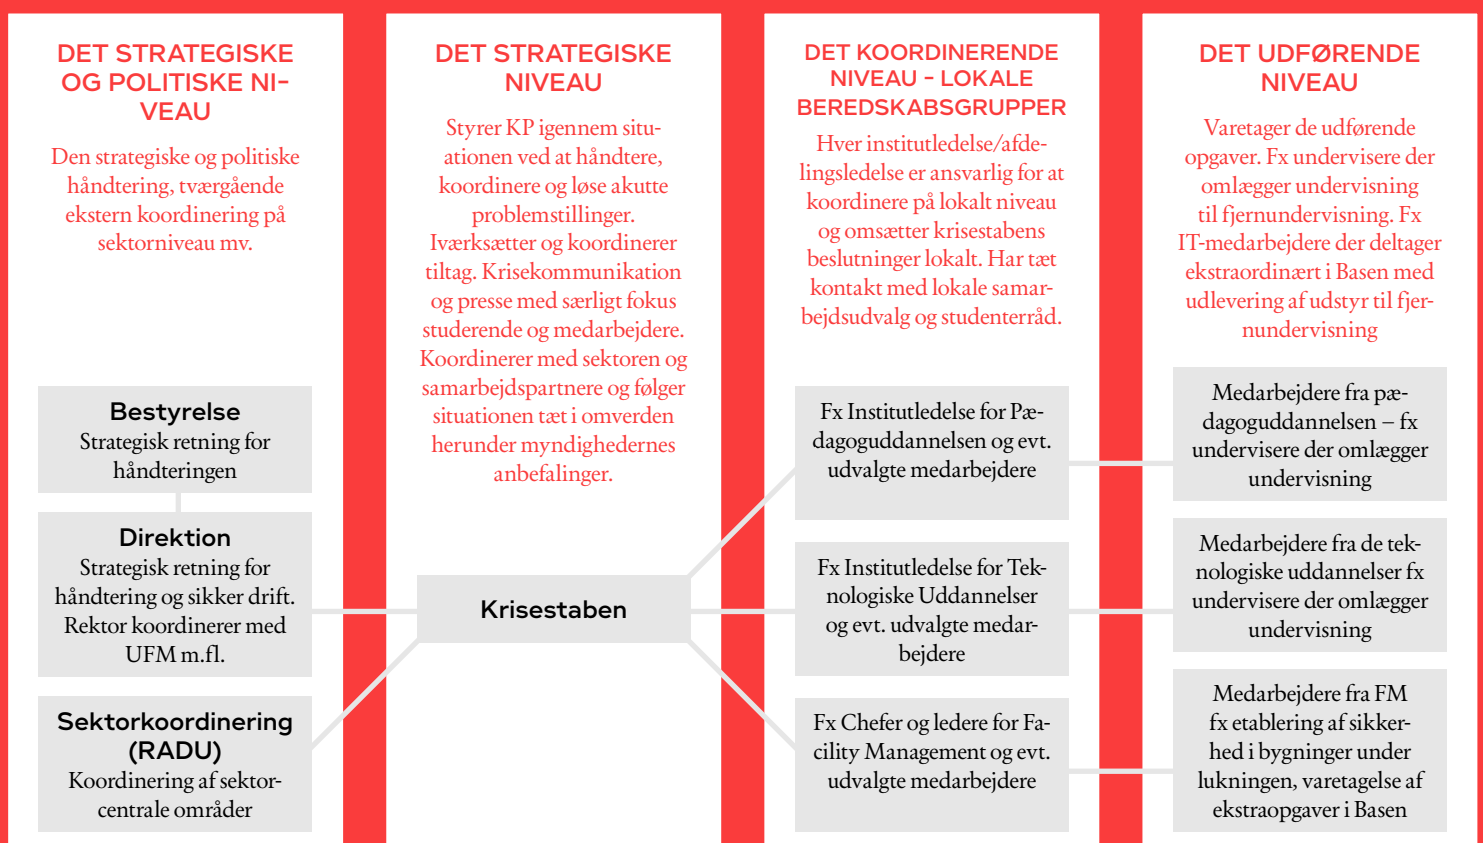 DET STRATEGISKE
OG POLITISKE NI-
VEAU
Den strategiske og politiske
håndtering, tværgående
ekstern koordinering på
sektorniveau mv.
Bestyrelse
Strategisk retning for
håndteringen
Direktion
Strategisk retning for
håndtering og sikker drift.
Rektor koordinerer med
UFM m.fl.
Sektorkoordinering
(RADU)
Koordinering af sektor-
centrale områder
DET STRATEGISKE
NIVEAU
Styrer KP igennem situ-
ationen ved at håndtere,
koordinere og løse akutte
problemstillinger.
Iværksætter og koordinerer
tiltag. Krisekommunikation
og presse med særligt fokus
studerende og medarbejdere.
Koordinerer med sektoren og
samarbejdspartnere og følger
situationen tæt i omverden
herunder myndighedernes
anbefalinger.
Krisestaben
DET KOORDINERENDE
NIVEAU - LOKALE
BEREDSKABSGRUPPER
Hver institutledelse/afde-
lingsledelse er ansvarlig for at
koordinere på lokalt niveau
og omsætter krisestabens
beslutninger lokalt. Har tæt
kontakt med lokale samar-
bejdsudvalg og studenterråd.
Fx Institutledelse for Pæ-
dagoguddannelsen og evt.
udvalgte medarbejdere
Fx Institutledelse for Tek-
nologiske Uddannelser
og evt. udvalgte medar-
bejdere
Fx Chefer og ledere for Fa-
cility Management og evt.
udvalgte medarbejdere
DET UDFØRENDE
NIVEAU
Varetager de udførende
opgaver. Fx undervisere der
omlægger undervisning
til fjernundervisning. Fx
IT-medarbejdere der deltager
ekstraordinært i Basen med
udlevering af udstyr til fjer-
nundervisning
Medarbejdere fra pæ-
dagoguddannelsen – fx
undervisere der omlægger
undervisning
Medarbejdere fra de tek-
nologiske uddannelser fx
undervisere der omlægger
undervisning
Medarbejdere fra FM
fx etablering af sikker-
hed i bygninger under
lukningen, varetagelse af
ekstraopgaver i Basen